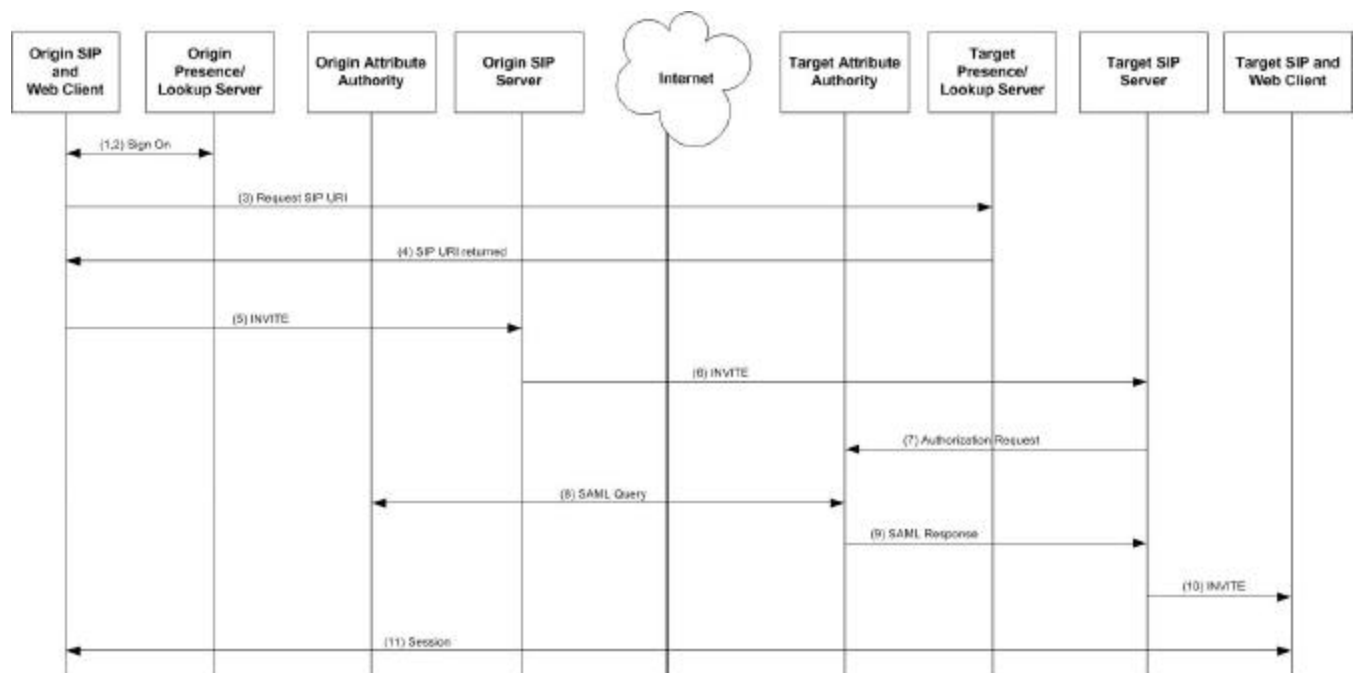 Origin SIP
and
Web Client
Origin
Presence/
Lookup Server
Origin Attribute
Authority
Origin SIP
Server
Internet
Target Attribute
Authority
Target
Presence/
Lookup Server
Target SIP
Server
Target SIP and
Web Client
(1,2) Sign On
(3) Request SIP URI
(4) SIP URI returned
(5) INVITE
(6) INVITE
(7) Authorization Request
(8) SAML Query
(9) SAML Response
(10) INVITE
(11) Session